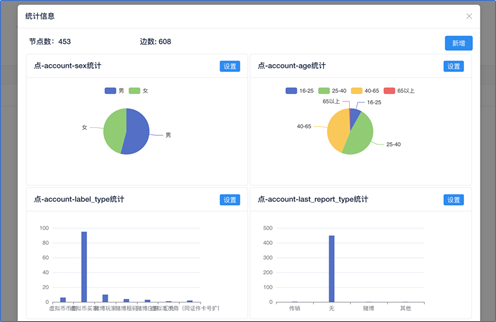 统计信息
节点数： 453 边数: 608 新增
点-account-sex统计 设置
男 女
女
男
点-account-age统计 设置
16-25 25-40 40-65 65以上
65以上 16-25
40-65
25-40
点-account-label_type统计 设置
100
80
60
40
20
0
点-account-last_report_type统计 设置
500
400
300
200
100
0
传销 无 赌博 其他